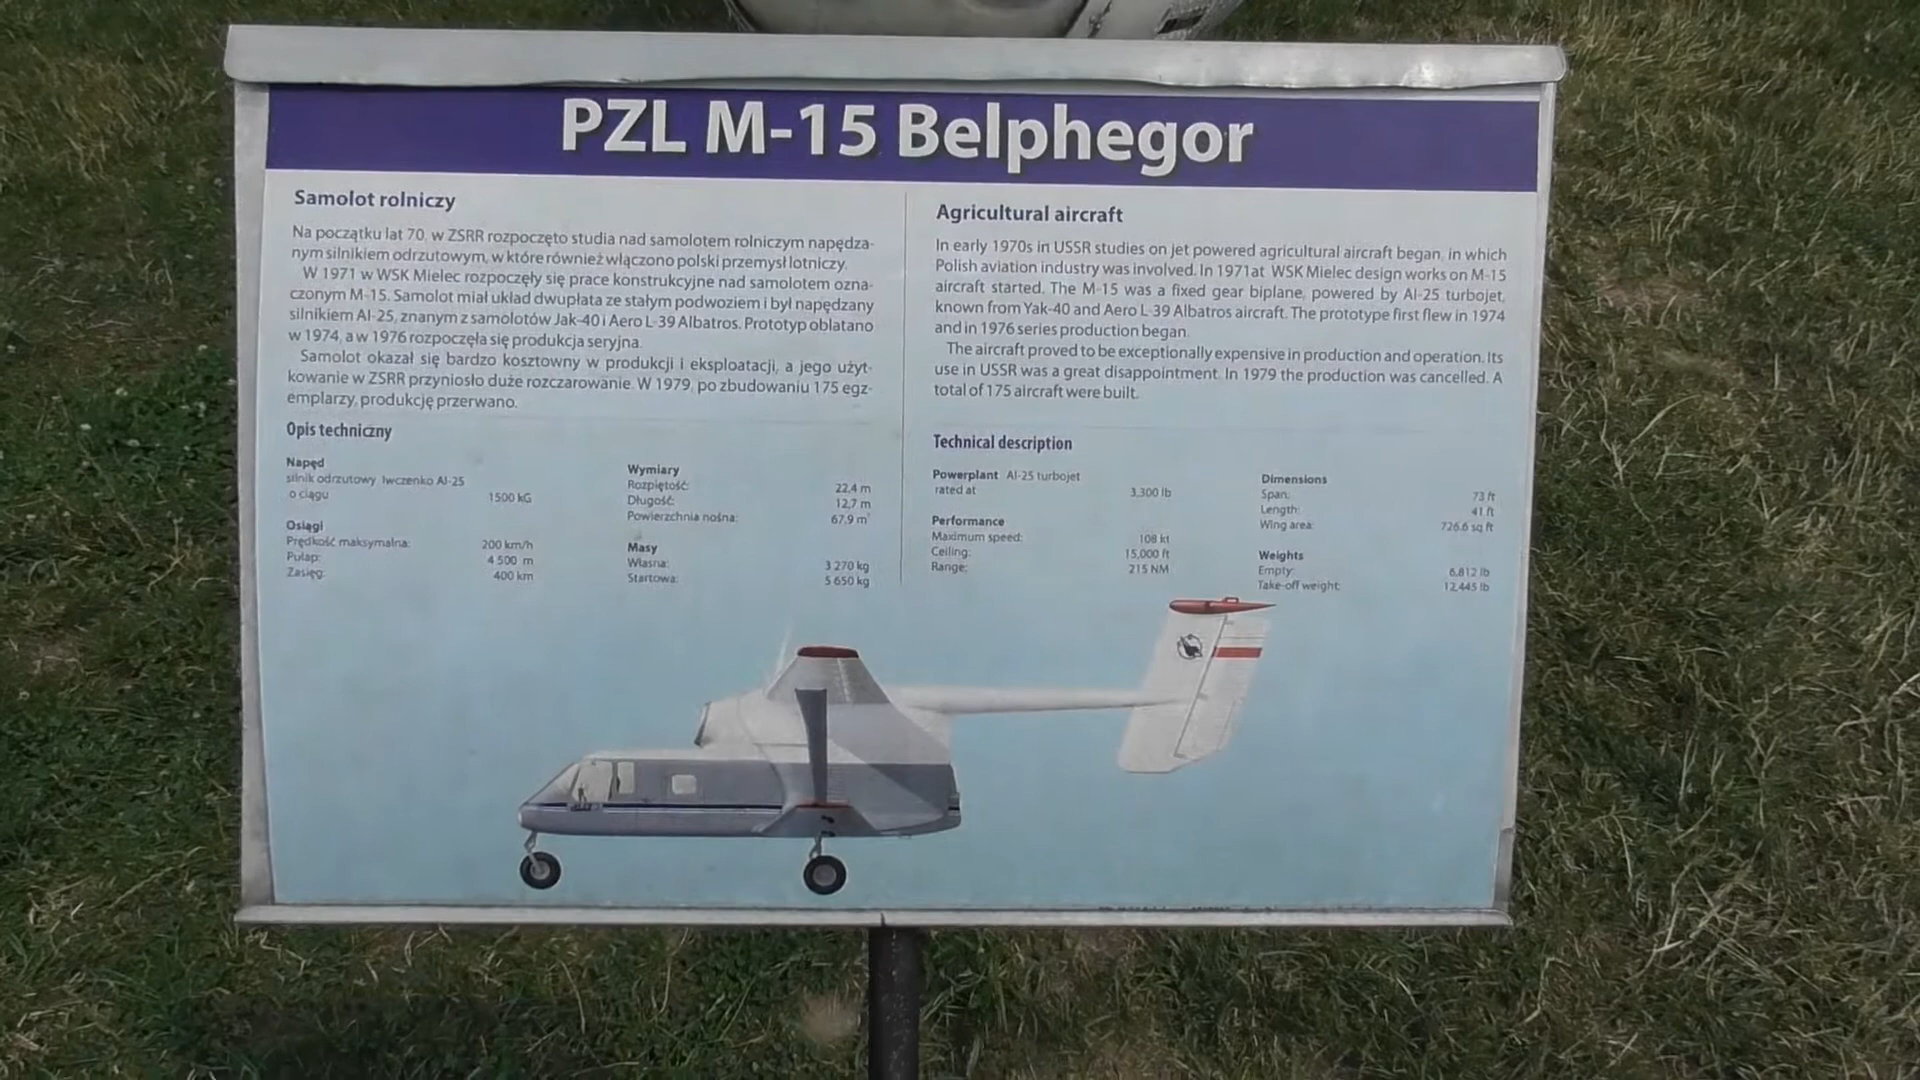 PZL M-15 Belphegor
Samolot rolniczy
Na początku lat 70, w ZSRR rozpoczęto studia nad samolotem rolniczym napędza-
nym silnikiem odrzutowym, w które również włączono polski przemysł lotniczy.
W 1971 w WSK Mielec rozpoczęły się prace konstrukcyjne nad samolotem ozna-
czonym M-15. Samolot miał układ dwupłata ze stałym podwoziem i był napędzany
silnikiem AI-25, znanym z samolotów Jak-40 i Aero L-39 Albatros. Prototyp oblatano
w 1974, a w 1976 rozpoczęła się produkcja seryjna.
Samolot okazał się bardzo kosztowny w produkcji i eksploatacji, a jego użyt-
kowanie w ZSRR przyniosło duże rozczarowanie. W 1979, po zbudowaniu 175 egz-
emplarzy, produkcję przerwano.
Opis techniczny
Napęd
silnik odrzutowy Iwczenko AI-25
o ciągu 1500 kG
Osiągi
Prędkość maksymalna: 200 km/h
Pułap: 4 500 m
Zasięg: 400 km
Wymiary
Rozpiętość: 22,4 m
Długość: 12,7 m
Powierzchnia nośna: 67,9 m²
Masy
Własna: 3 270 kg
Startowa: 5 650 kg
Agricultural aircraft
In early 1970s in USSR studies on jet powered agricultural aircraft began, in which
Polish aviation industry was involved. In 1971at WSK Mielec design works on M-15
aircraft started. The M-15 was a fixed gear biplane, powered by AI-25 turbojet,
known from Yak-40 and Aero L-39 Albatros aircraft. The prototype first flew in 1974
and in 1976 series production began.
The aircraft proved to be exceptionally expensive in production and operation. Its
use in USSR was a great disappointment. In 1979 the production was cancelled. A
total of 175 aircraft were built.
Technical description
Powerplant AI-25 turbojet
rated at 3,300 lb
Performance
Maximum speed: 108 kt
Ceiling: 15,000 ft
Range: 215 NM
Dimensions
Span: 73 ft
Length: 41 ft
Wing area: 726.6 sq ft
Weights
Empty: 6,812 lb
Take-off weight: 12,445 lb